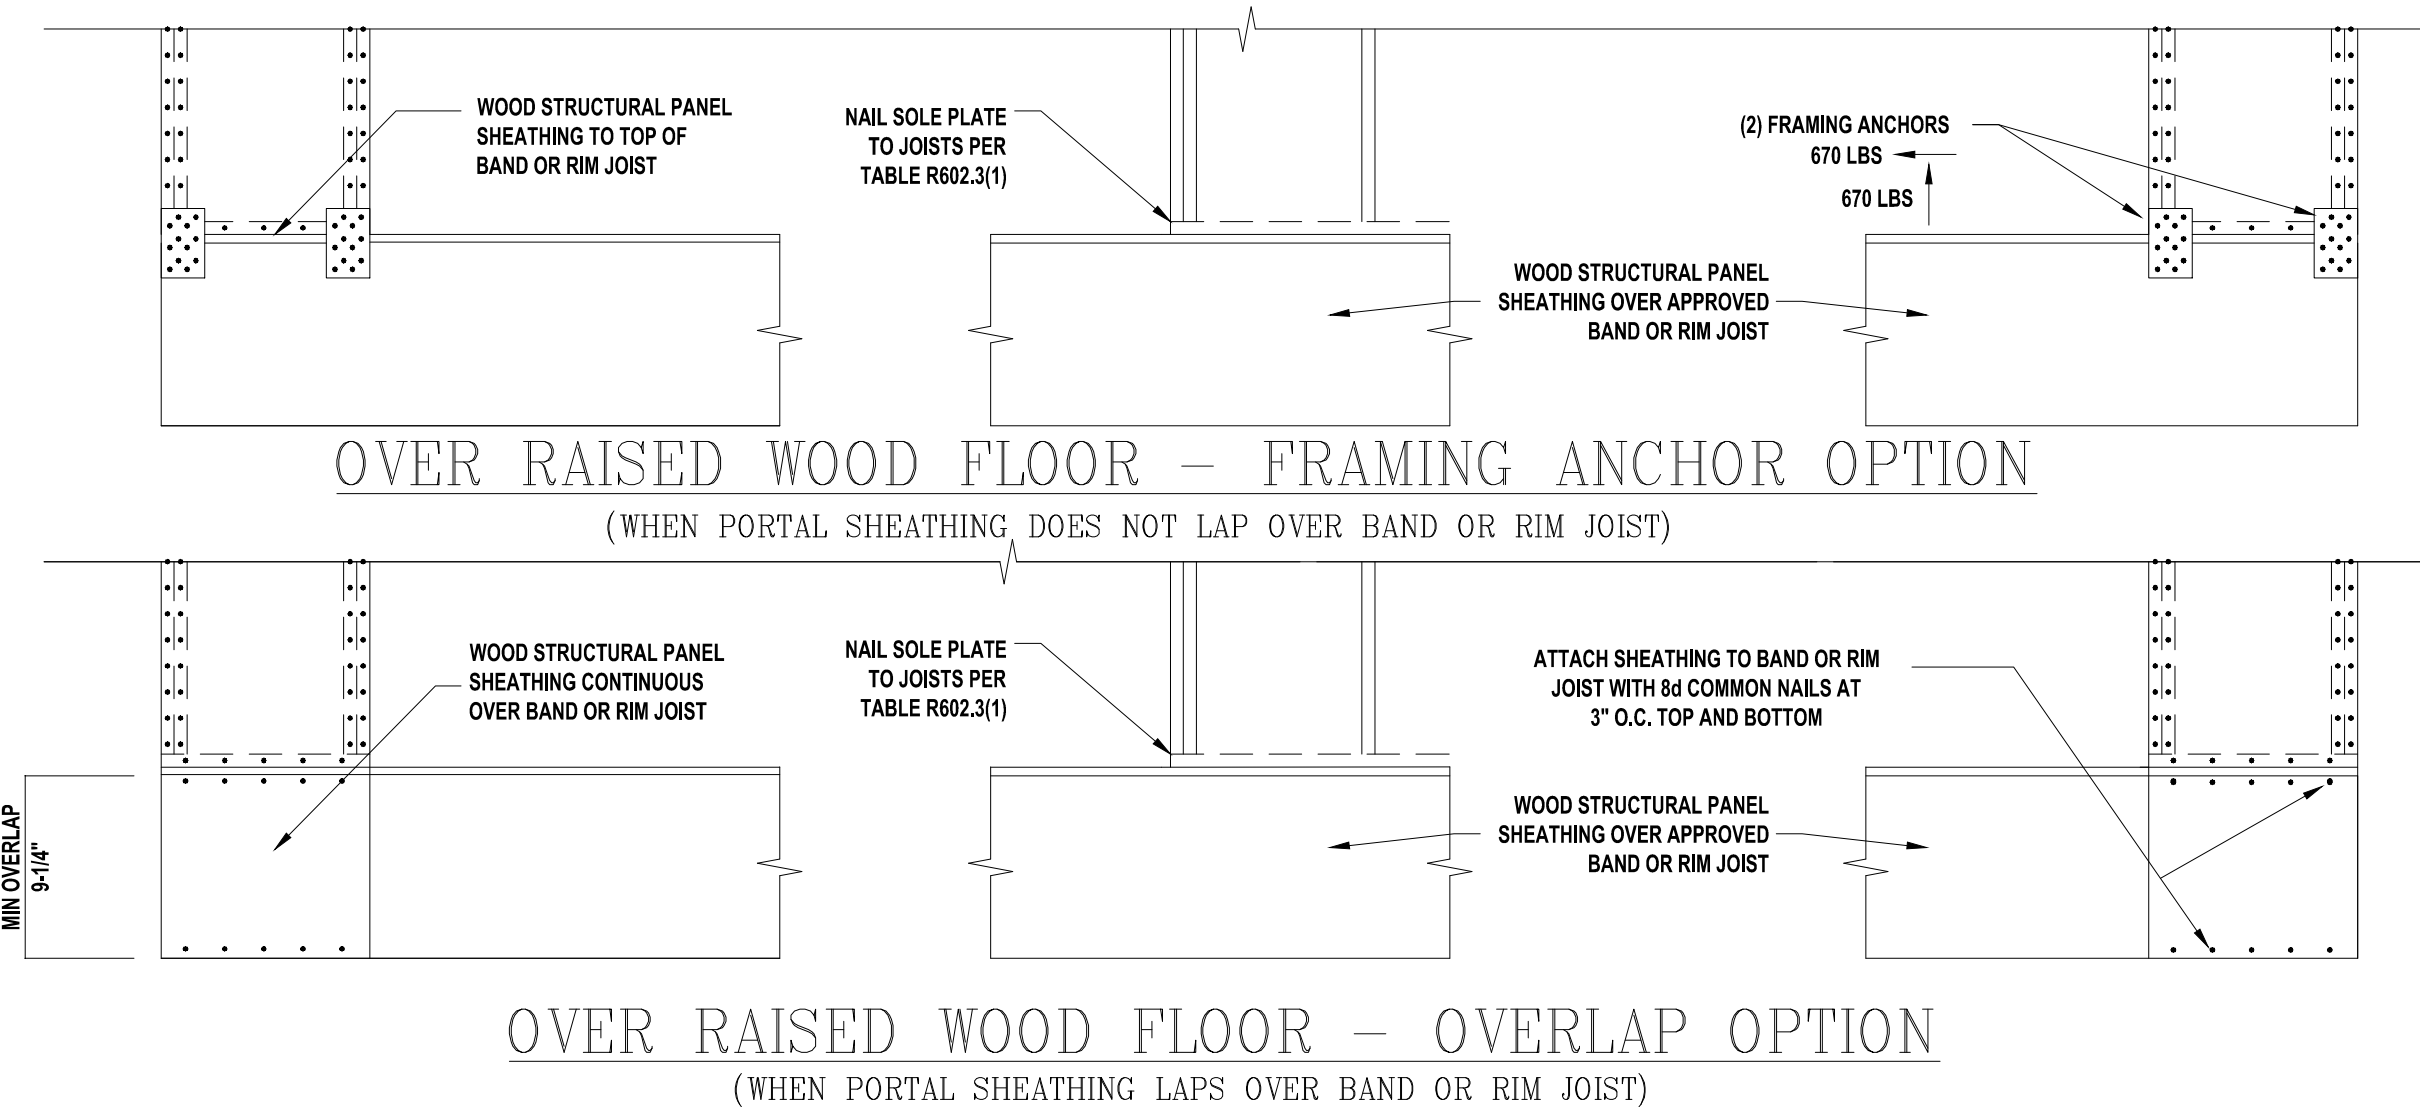 WOOD STRUCTURAL PANEL
SHEATHING TO TOP OF
BAND OR RIM JOIST
NAIL SOLE PLATE
TO JOISTS PER
TABLE R602.3(1)
(2) FRAMING ANCHORS
670 LBS
670 LBS
WOOD STRUCTURAL PANEL
SHEATHING OVER APPROVED
BAND OR RIM JOIST
OVER RAISED WOOD FLOOR – FRAMING ANCHOR OPTION
(WHEN PORTAL SHEATHING DOES NOT LAP OVER BAND OR RIM JOIST)
WOOD STRUCTURAL PANEL
SHEATHING CONTINUOUS
OVER BAND OR RIM JOIST
NAIL SOLE PLATE
TO JOISTS PER
TABLE R602.3(1)
ATTACH SHEATHING TO BAND OR RIM
JOIST WITH 8d COMMON NAILS AT
3" O.C. TOP AND BOTTOM
MIN OVERLAP
9-1/4"
WOOD STRUCTURAL PANEL
SHEATHING OVER APPROVED
BAND OR RIM JOIST
OVER RAISED WOOD FLOOR – OVERLAP OPTION
(WHEN PORTAL SHEATHING LAPS OVER BAND OR RIM JOIST)